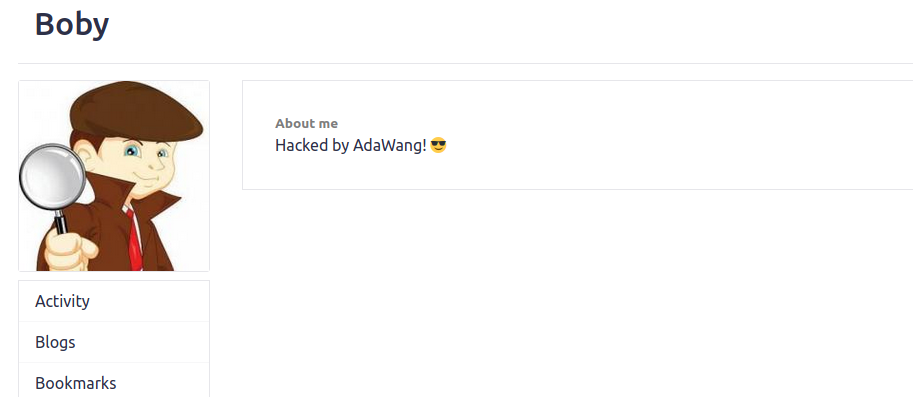 Boby
About me
Hacked by AdaWang! 😎
Activity
Blogs
Bookmarks